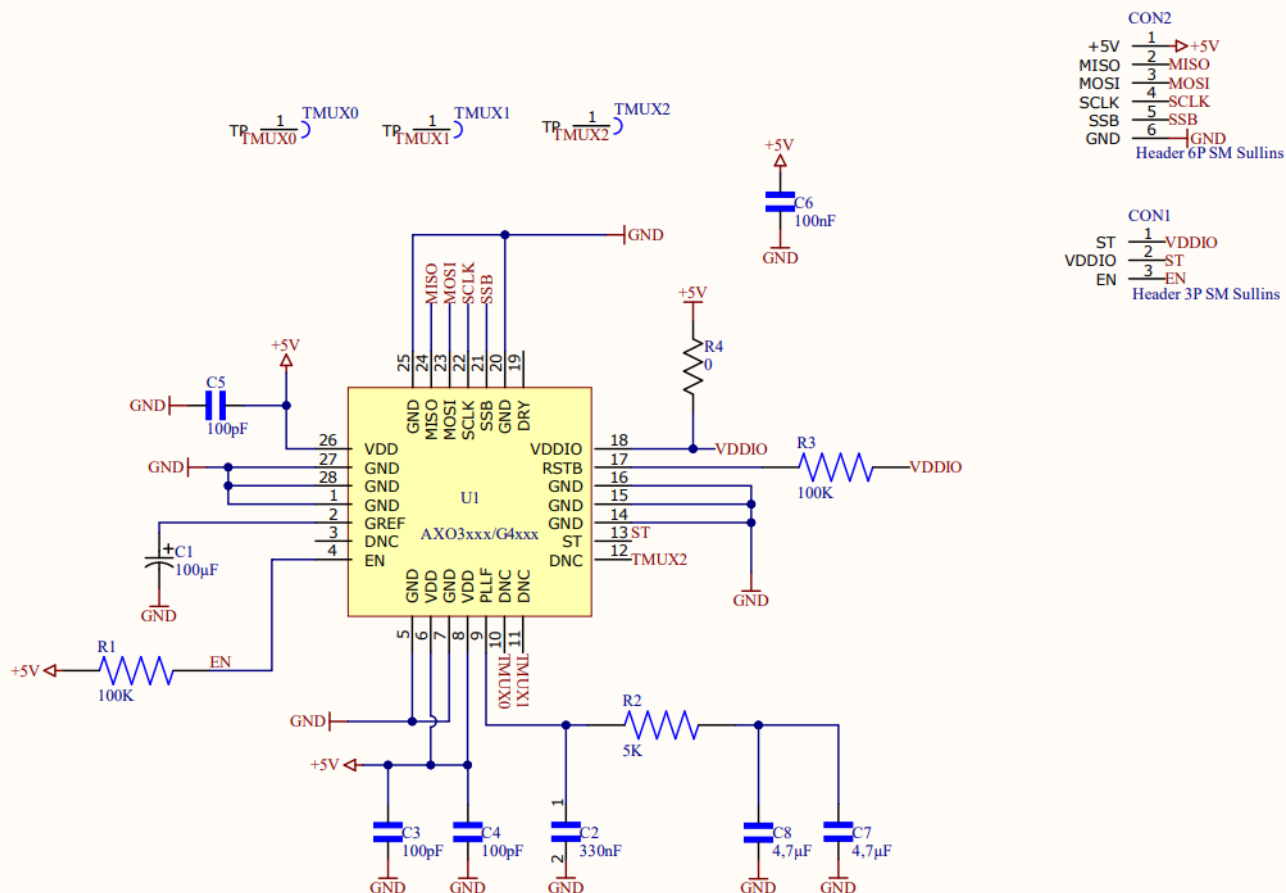 CON2
+5V 1 +5V
MISO 2 MISO
MOSI 3 MOSI
SCLK 4 SCLK
SSB 5 SSB
GND 6 GND
Header 6P SM Sullins
TP 1 TMUX0
TMUX0
TP 1 TMUX1
TMUX1
TP 1 TMUX2
TMUX2
+5V
C6
100nF
GND
CON1
ST 1 VDDIO
VDDIO 2 ST
EN 3 EN
Header 3P SM Sullins
GND
MISO
MOSI
SCLK
SSB
+5V
R4
0
+5V
C5
GND
100pF
25
24
23
22
21
20
19
GND
MISO
MOSI
SCLK
SSB
GND
DRY
26 VDD
27 GND
28 GND
1 GND
2 GREF
3 DNC
4 EN
GND
U1
AXO3xxx/G4xxx
VDDIO 18 VDDIO
RSTB 17
GND 16
GND 15
GND 14
ST 13 ST
DNC 12 TMUX2
R3
100K
VDDIO
GND
+
C1
100µF
GND
GND
VDD
GND
VDD
PLLF
DNC
DNC
5
6
7
8
9
10
11
TMUX0
TMUX1
R1
+5V
EN
100K
GND
R2
5K
+5V
C3
100pF
GND
C4
100pF
GND
1
C2
330nF
2
GND
C8
4,7µF
GND
C7
4,7µF
GND